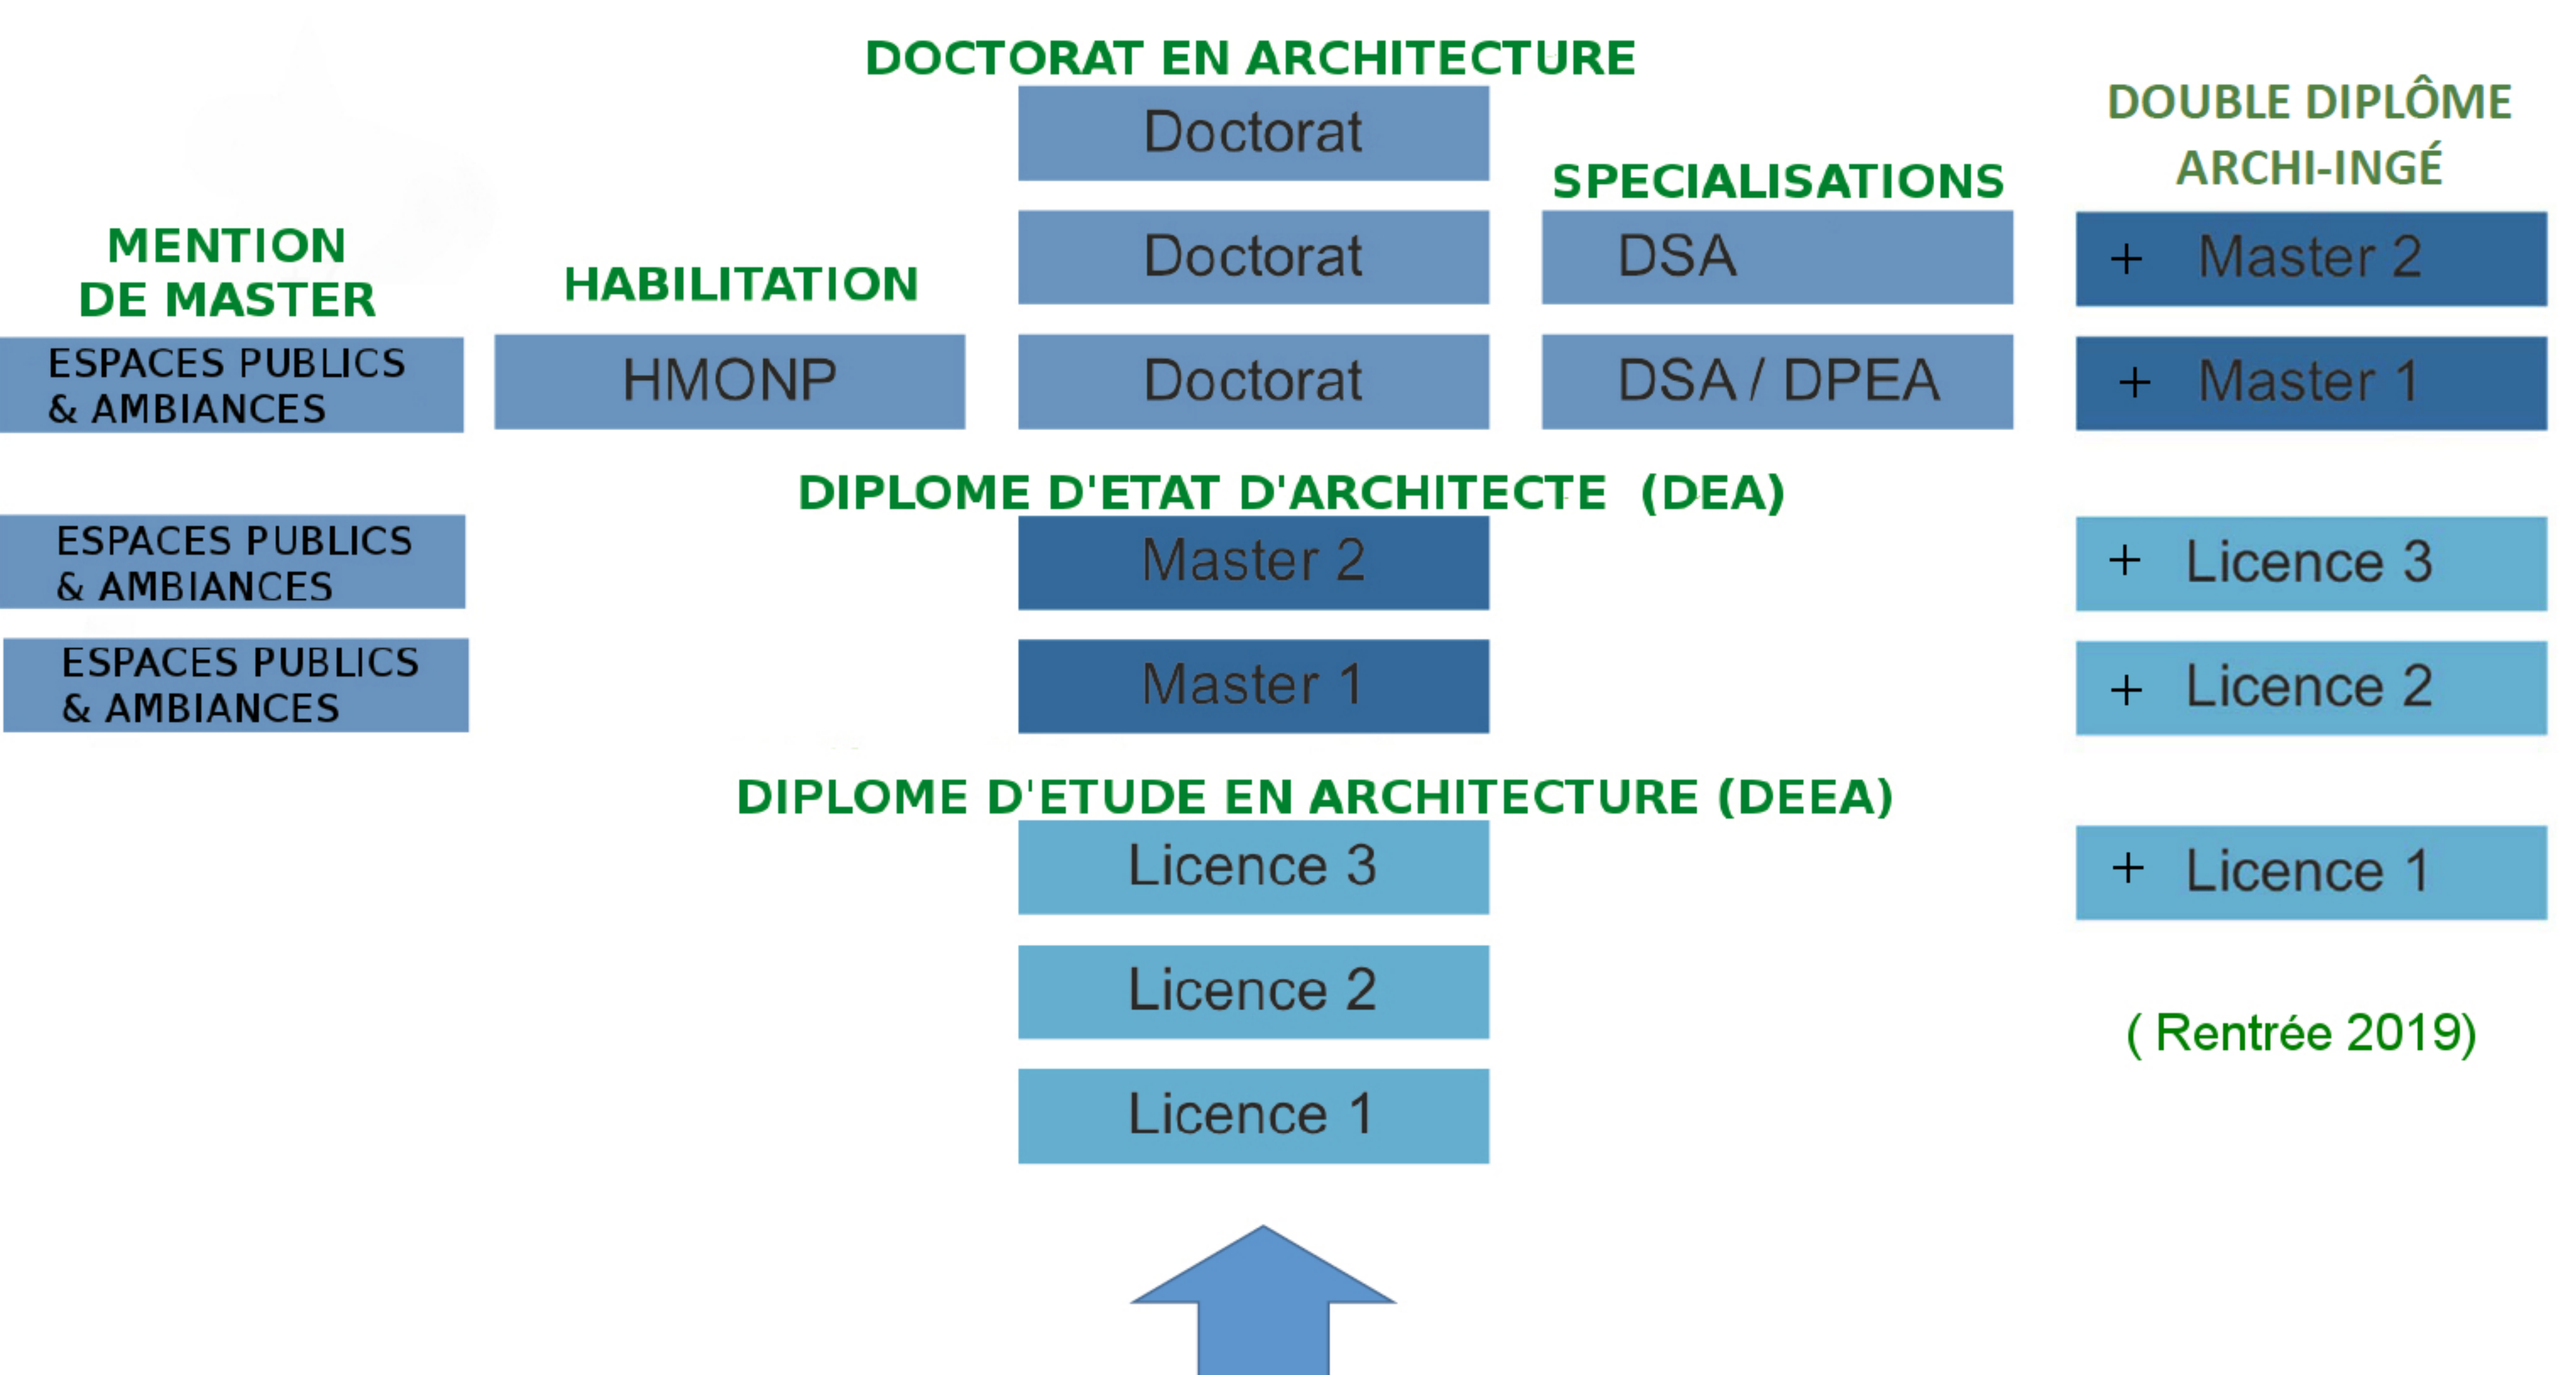 DOCTORAT EN ARCHITECTURE
Doctorat
DOUBLE DIPLÔME
ARCHI-INGÉ
SPECIALISATIONS
MENTION
DE MASTER
HABILITATION
Doctorat
DSA
+ Master 2
ESPACES PUBLICS
& AMBIANCES
HMONP
Doctorat
DSA / DPEA
+ Master 1
DIPLOME D'ETAT D'ARCHITECTE (DEA)
ESPACES PUBLICS
& AMBIANCES
Master 2
+ Licence 3
ESPACES PUBLICS
& AMBIANCES
Master 1
+ Licence 2
DIPLOME D'ETUDE EN ARCHITECTURE (DEEA)
Licence 3
+ Licence 1
Licence 2
( Rentrée 2019)
Licence 1